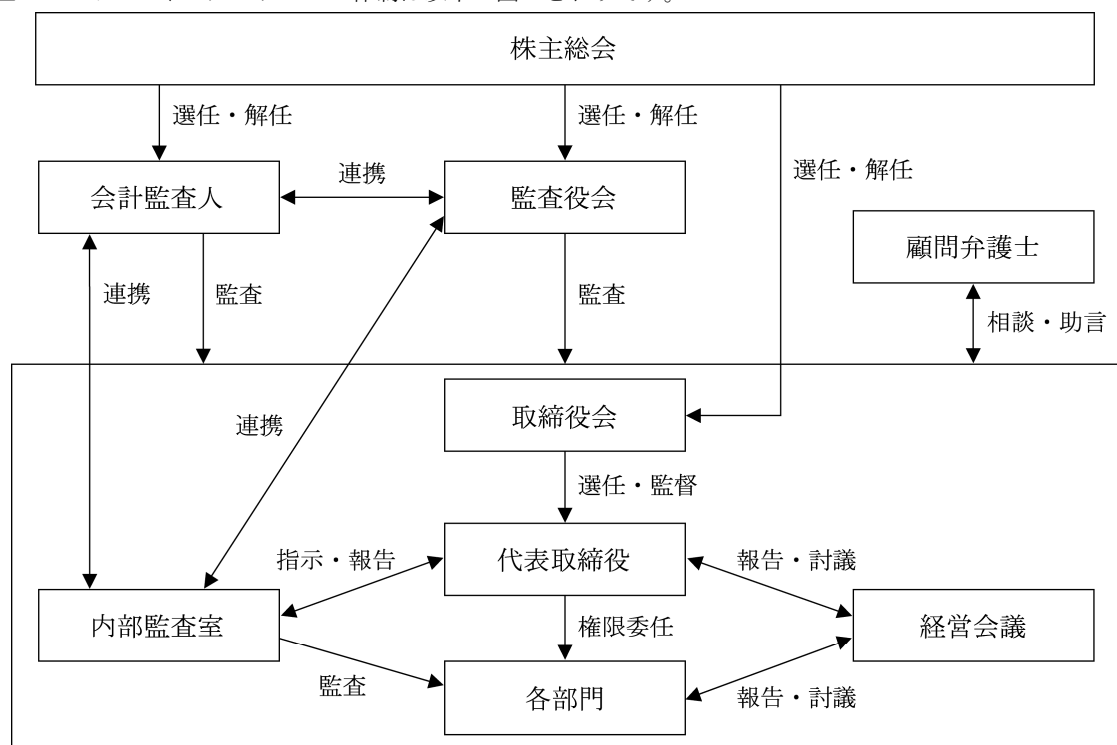 株主総会
選任・解任
選任・解任
選任・解任
会計監査人
連携
監査役会
顧問弁護士
連携
監査
監査
相談・助言
取締役会
連携
選任・監督
代表取締役
指示・報告
報告・討議
内部監査室
権限委任
経営会議
監査
各部門
報告・討議